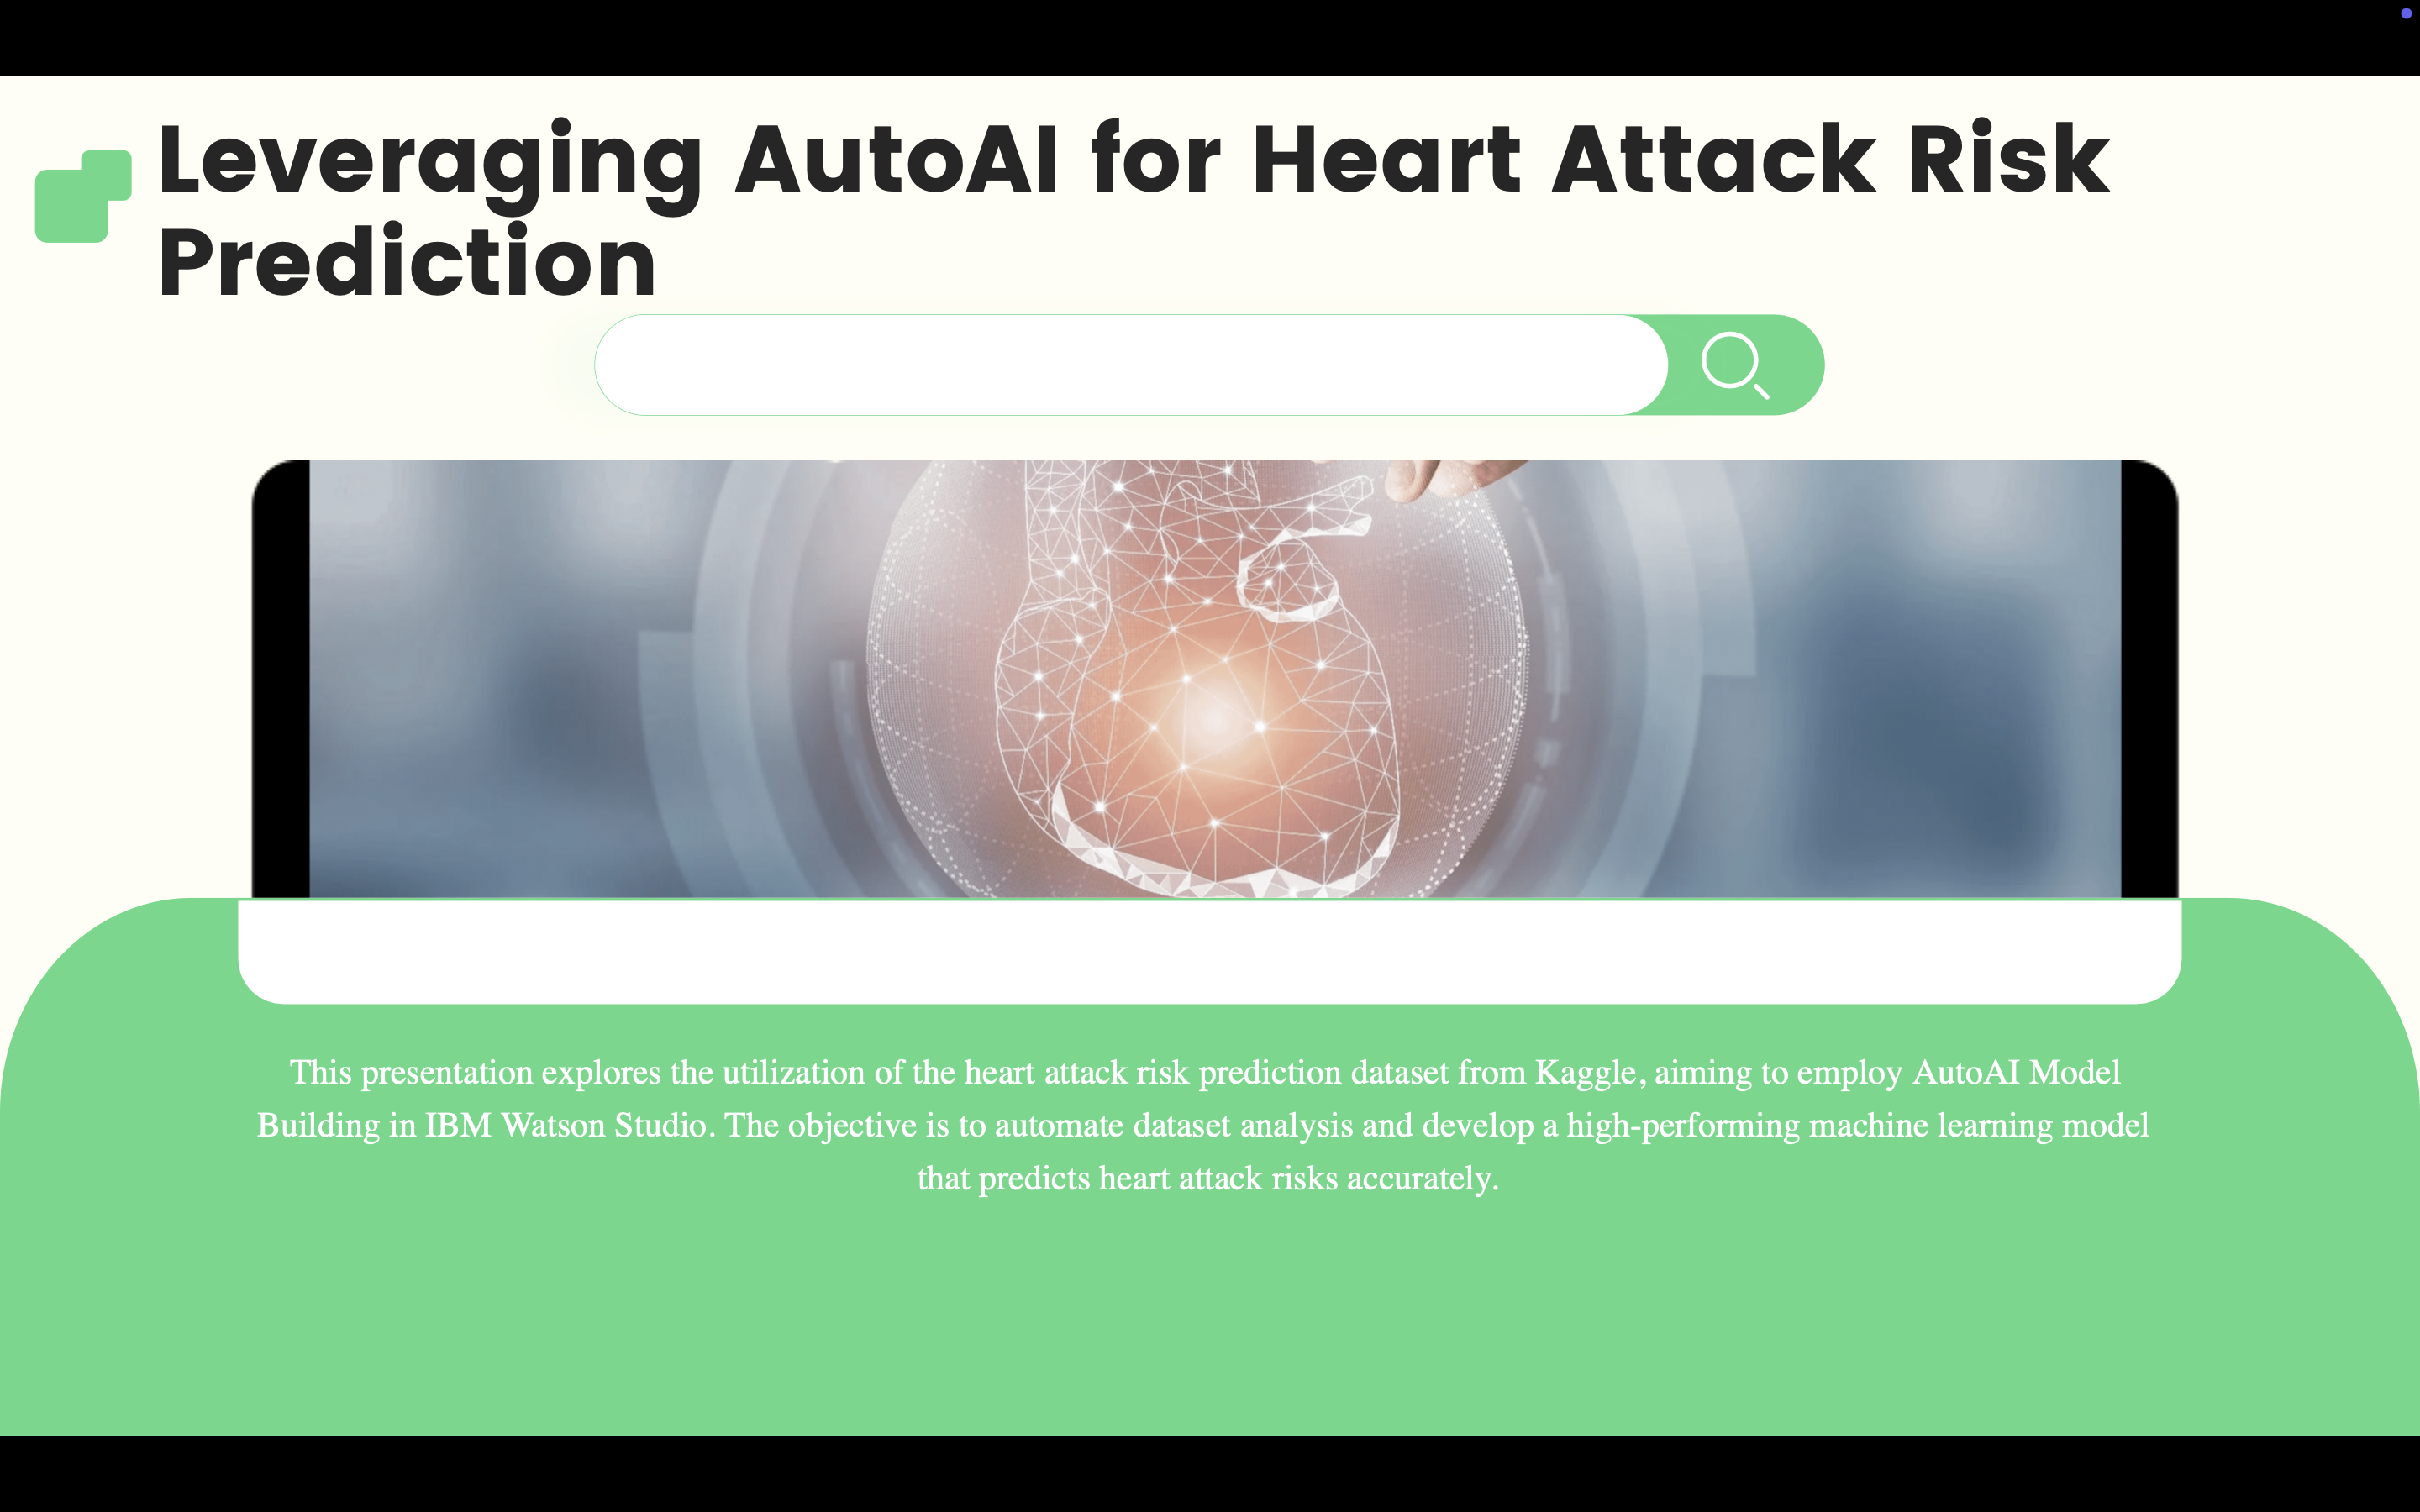 Leveraging AutoAI for Heart Attack Risk
Prediction
This presentation explores the utilization of the heart attack risk prediction dataset from Kaggle, aiming to employ AutoAI Model
Building in IBM Watson Studio. The objective is to automate dataset analysis and develop a high-performing machine learning model
that predicts heart attack risks accurately.